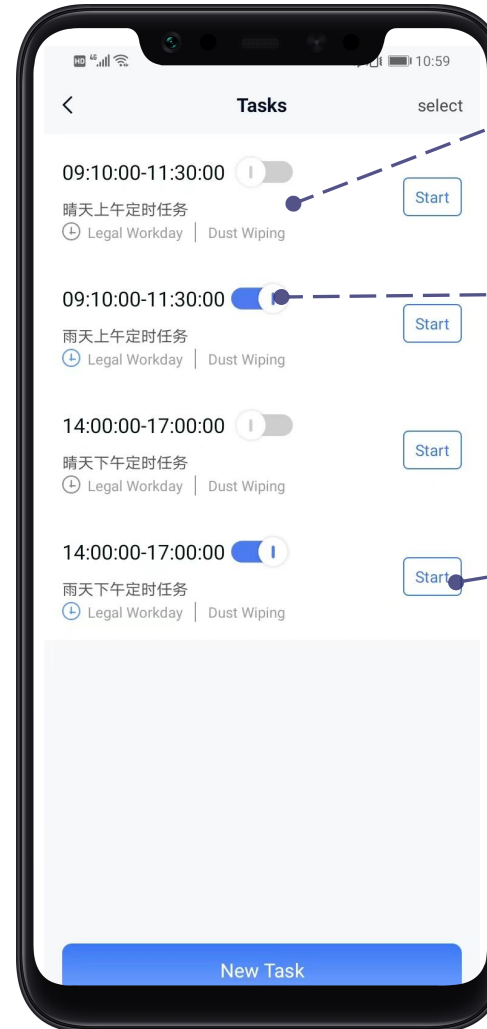 HD 4G 10:59
Tasks select
09:10:00-11:30:00
晴天上午定时任务
Legal Workday | Dust Wiping
Start
09:10:00-11:30:00
雨天上午定时任务
Legal Workday | Dust Wiping
Start
14:00:00-17:00:00
晴天下午定时任务
Legal Workday | Dust Wiping
Start
14:00:00-17:00:00
雨天下午定时任务
Legal Workday | Dust Wiping
Start
New Task